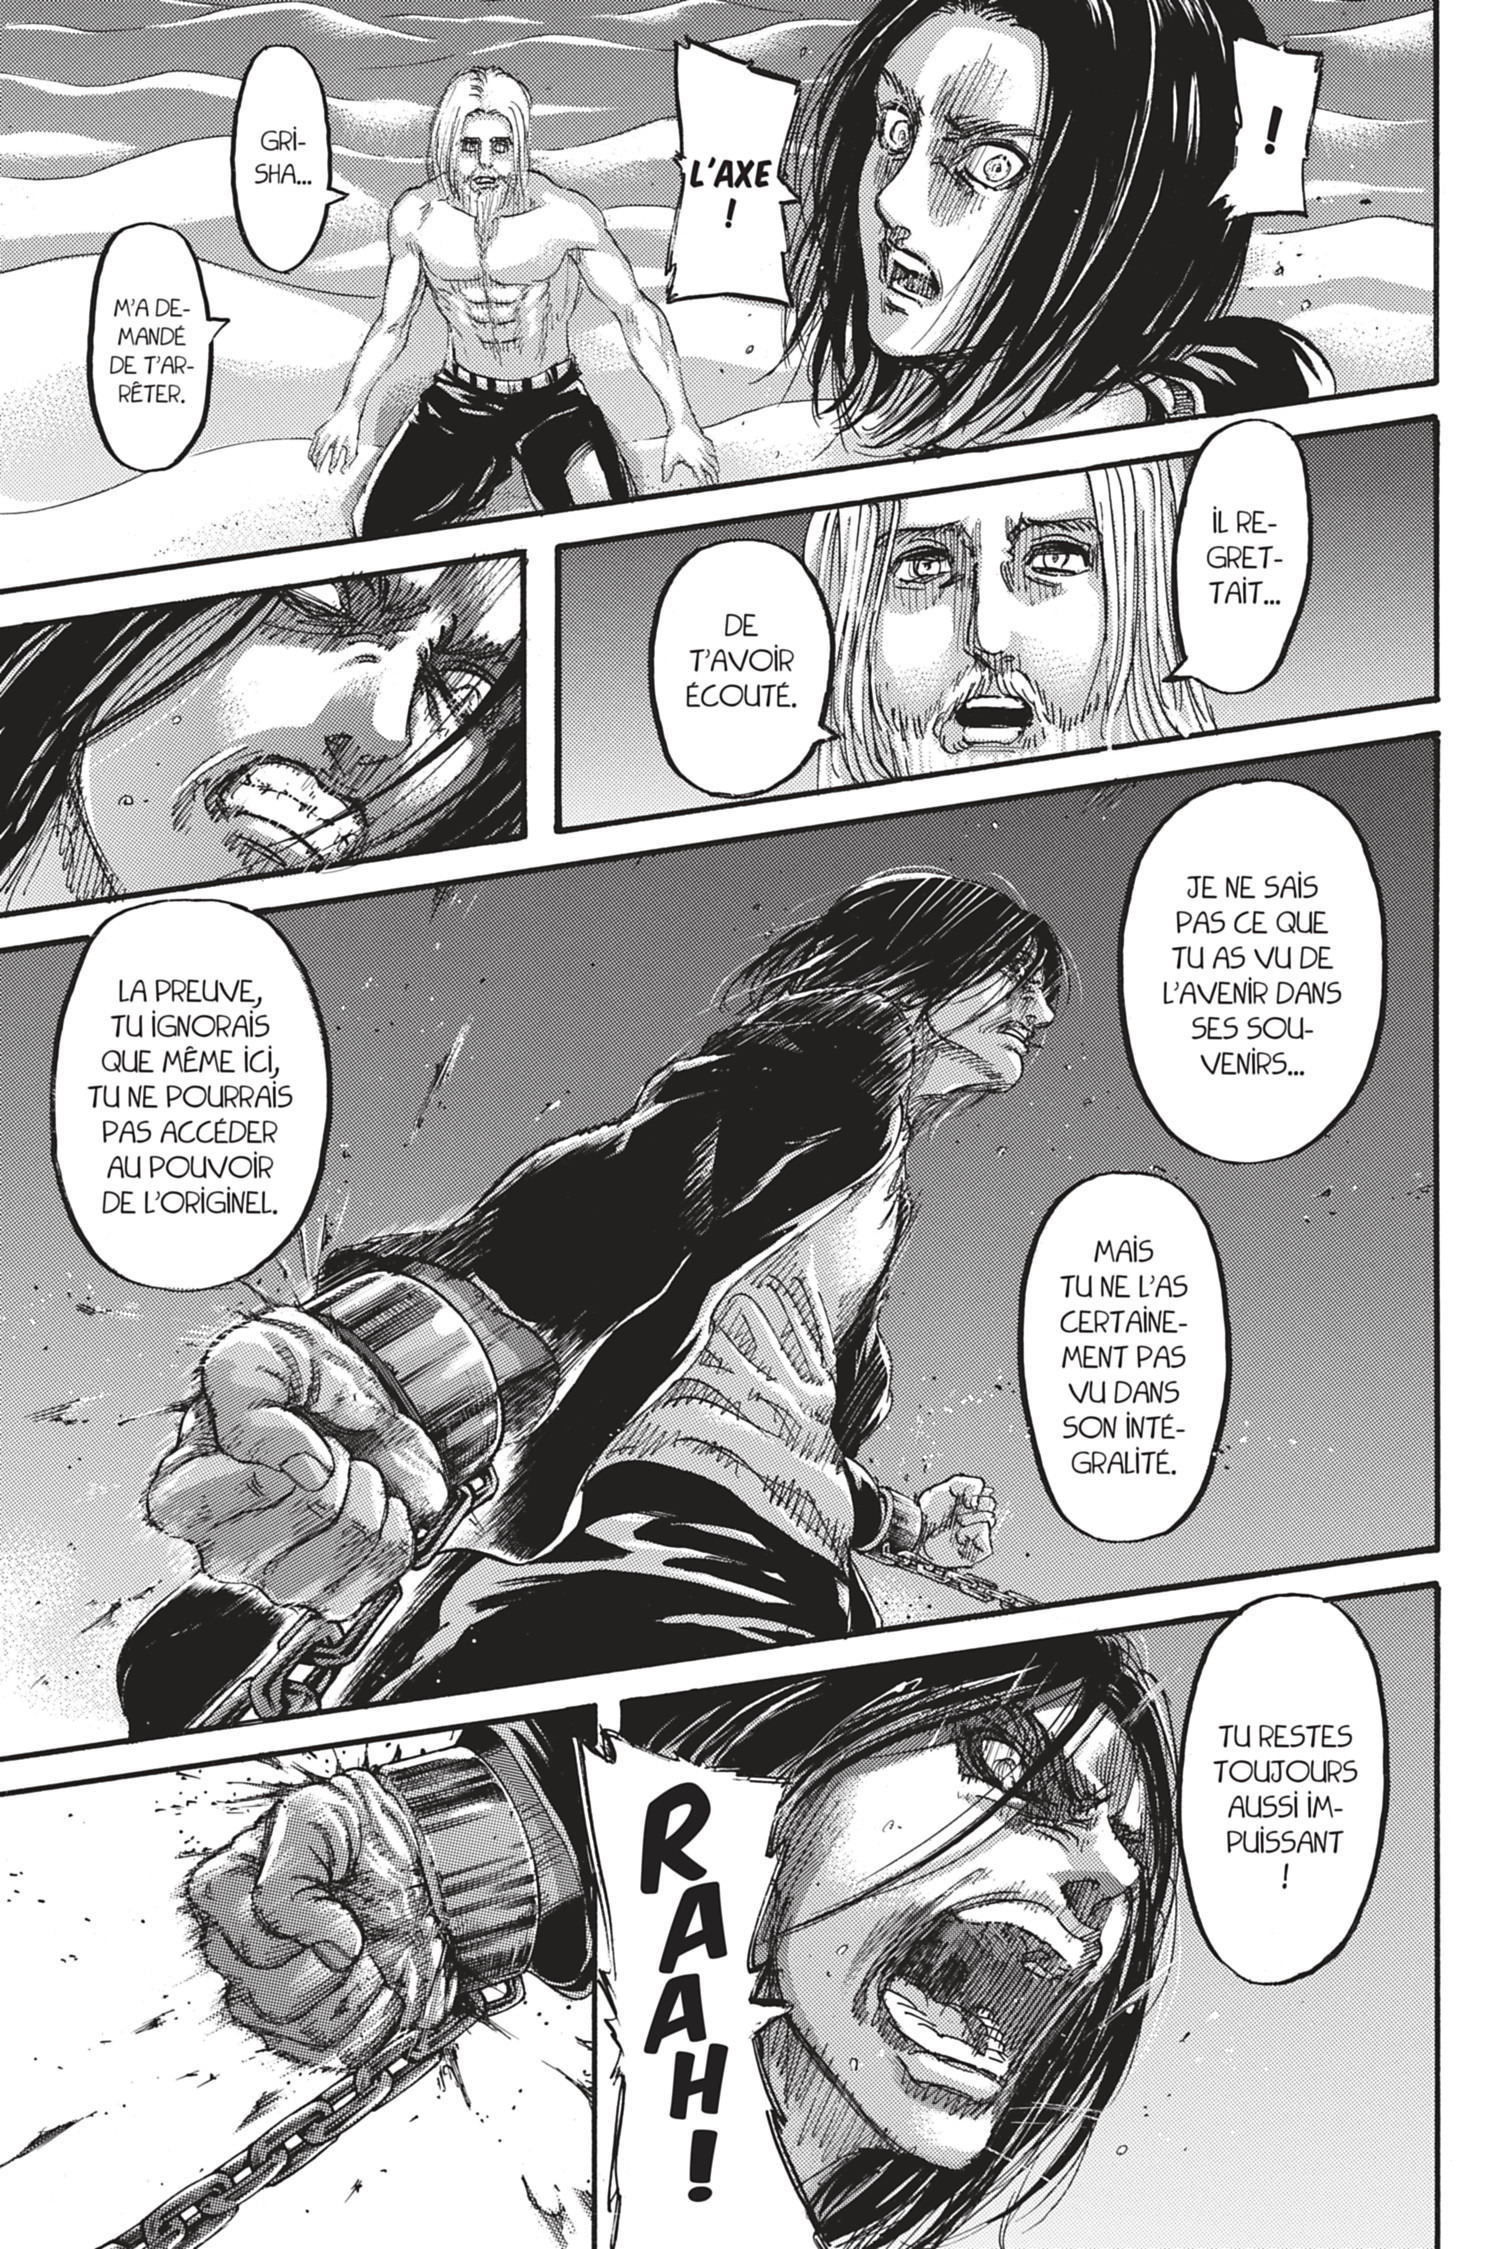 !
L'AXE
!
GRI-
SHA...
M'A DE-
MANDÉ
DE T'AR-
RÊTER.
IL RE-
GRET-
TAIT...
DE
T'AVOIR
ÉCOUTÉ.
JE NE SAIS
PAS CE QUE
TU AS VU DE
L'AVENIR DANS
SES SOU-
VENIRS...
MAIS
TU NE L'AS
CERTAINE-
MENT PAS
VU DANS
SON INTÉ-
GRALITÉ.
LA PREUVE,
TU IGNORAIS
QUE MÊME ICI,
TU NE POURRAIS
PAS ACCÉDER
AU POUVOIR
DE L'ORIGINEL.
TU RESTES
TOUJOURS
AUSSI IM-
PUISSANT
!
RAAH!